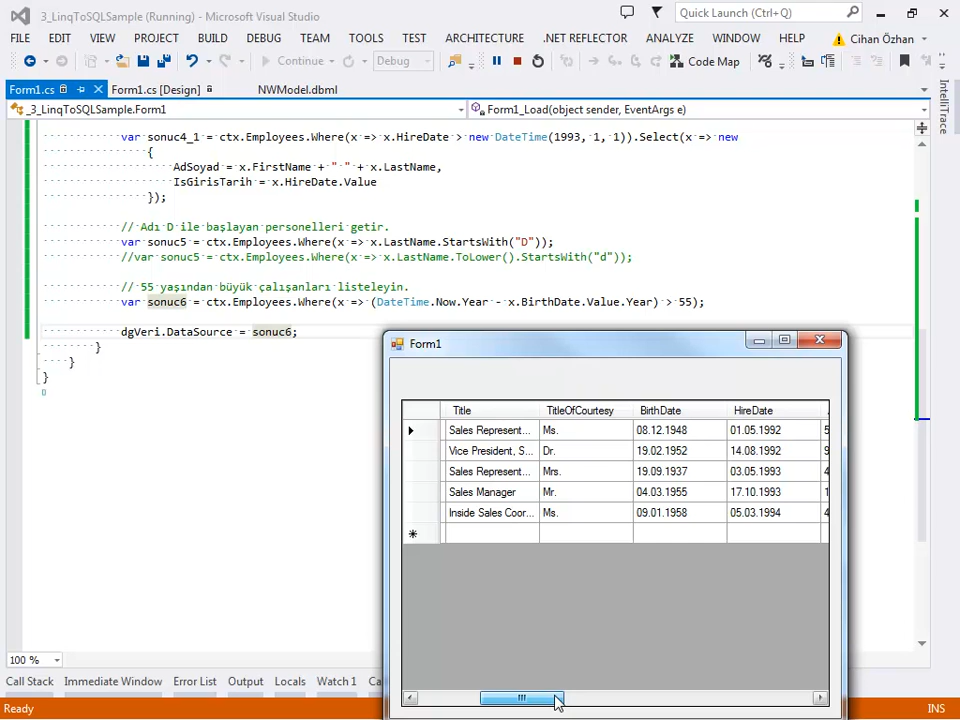 3_LinqToSQLSample (Running) - Microsoft Visual Studio
Quick Launch (Ctrl+Q)
FILE EDIT VIEW PROJECT BUILD DEBUG TEAM TOOLS TEST ARCHITECTURE .NET REFLECTOR ANALYZE WINDOW HELP Cihan Özhan
Continue Debug Code Map
Form1.cs Form1.cs [Design] NWModel.dbml
_3_LinqToSQLSample.Form1 Form1_Load(object sender, EventArgs e)
IntelliTrace
var sonuc4_1 = ctx.Employees.Where(x => x.HireDate > new DateTime(1993, 1, 1)).Select(x => new
{
AdSoyad = x.FirstName + " " + x.LastName,
IsGirisTarih = x.HireDate.Value
});
// Adı D ile başlayan personelleri getir.
var sonuc5 = ctx.Employees.Where(x => x.LastName.StartsWith("D"));
//var sonuc5 = ctx.Employees.Where(x => x.LastName.ToLower().StartsWith("d"));
// 55 yaşından büyük çalışanları listeleyin.
var sonuc6 = ctx.Employees.Where(x => (DateTime.Now.Year - x.BirthDate.Value.Year) > 55);
dgVeri.DataSource = sonuc6;
}
}
}
Form1
Title TitleOfCourtesy BirthDate HireDate
Sales Represent... Ms. 08.12.1948 01.05.1992 5
Vice President, S... Dr. 19.02.1952 14.08.1992 9
Sales Represent... Mrs. 19.09.1937 03.05.1993 4
Sales Manager Mr. 04.03.1955 17.10.1993 1
Inside Sales Coor... Ms. 09.01.1958 05.03.1994 4
100 %
Call Stack Immediate Window Error List Output Locals Watch 1 Ca
Ready INS